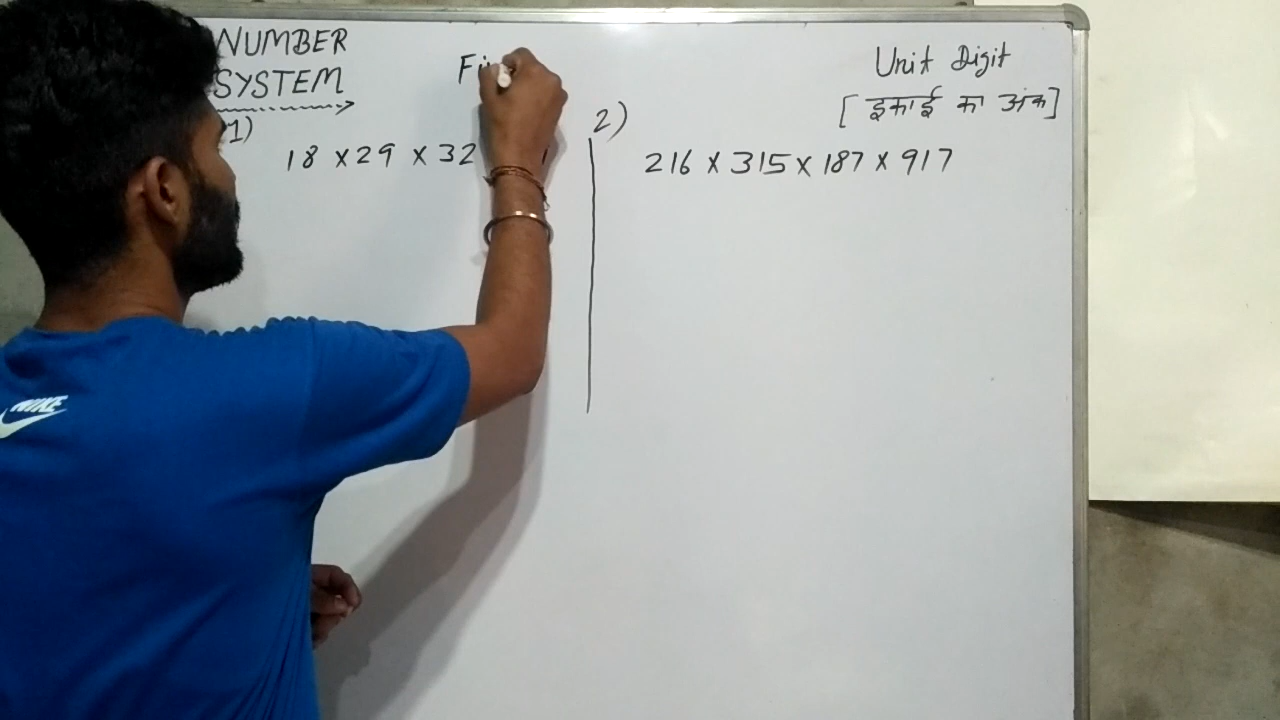 NUMBER
SYSTEM
Unit Digit
[इकाई का अंक]
1)
18 x 29 x 32
2)
216 x 315 x 187 x 917
NIKE